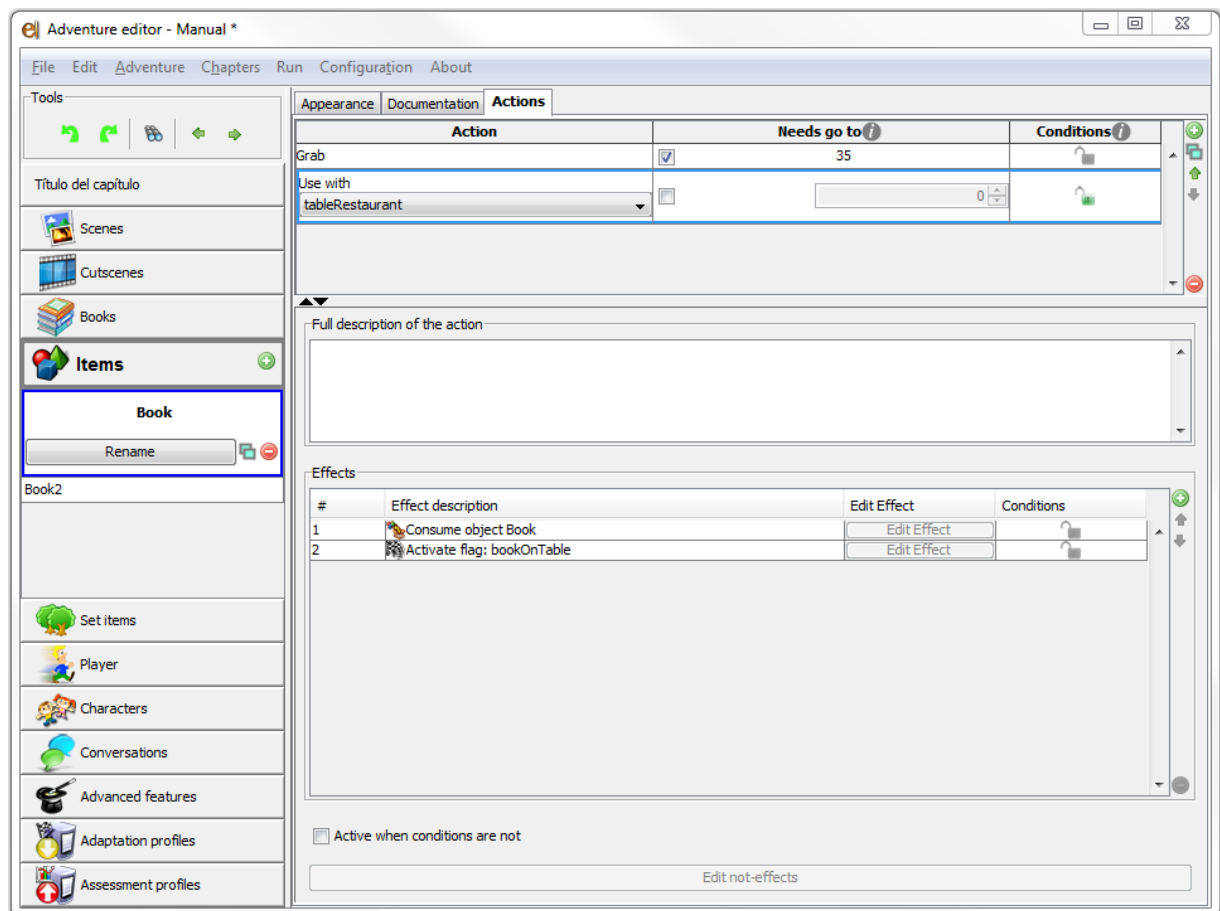 Adventure editor - Manual *
File Edit Adventure Chapters Run Configuration About
Tools
Título del capítulo
Scenes
Cutscenes
Books
Items
Book
Rename
Book2
Set items
Player
Characters
Conversations
Advanced features
Adaptation profiles
Assessment profiles
Appearance Documentation Actions
Action Needs go to Conditions
Grab 35
Use with
tableRestaurant 0
Full description of the action
Effects
# Effect description Edit Effect Conditions
1 Consume object Book Edit Effect
2 Activate flag: bookOnTable Edit Effect
Active when conditions are not
Edit not-effects